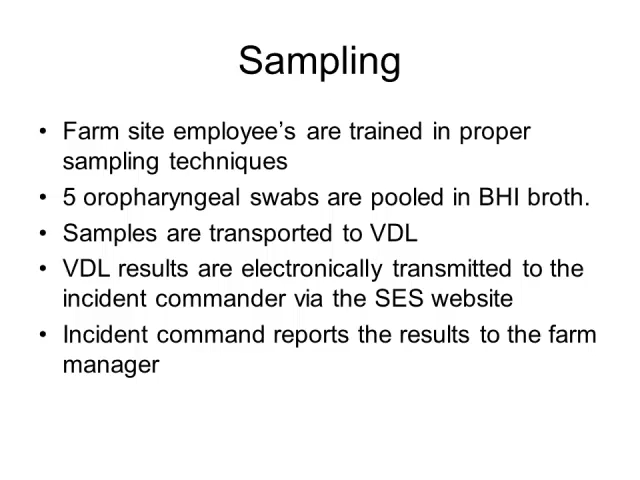 Sampling
• Farm site employee's are trained in proper
sampling techniques
• 5 oropharyngeal swabs are pooled in BHI broth.
• Samples are transported to VDL
• VDL results are electronically transmitted to the
incident commander via the SES website
• Incident command reports the results to the farm
manager